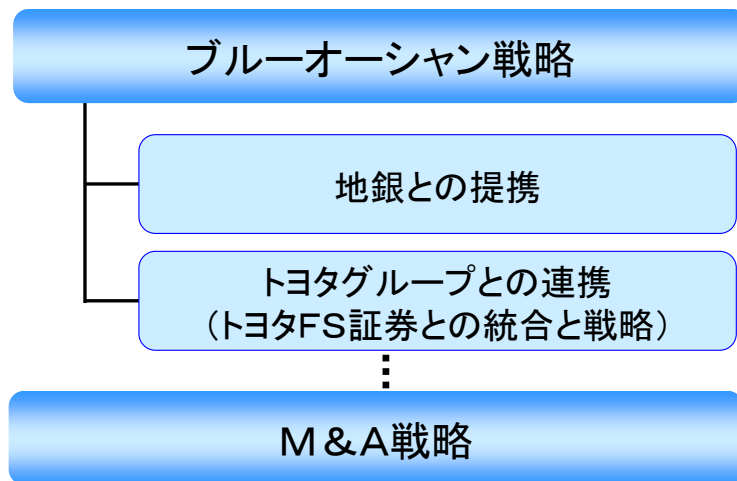 ブルーオーシャン戦略
地銀との提携
トヨタグループとの連携
（トヨタＦＳ証券との統合と戦略）
Ｍ＆Ａ戦略